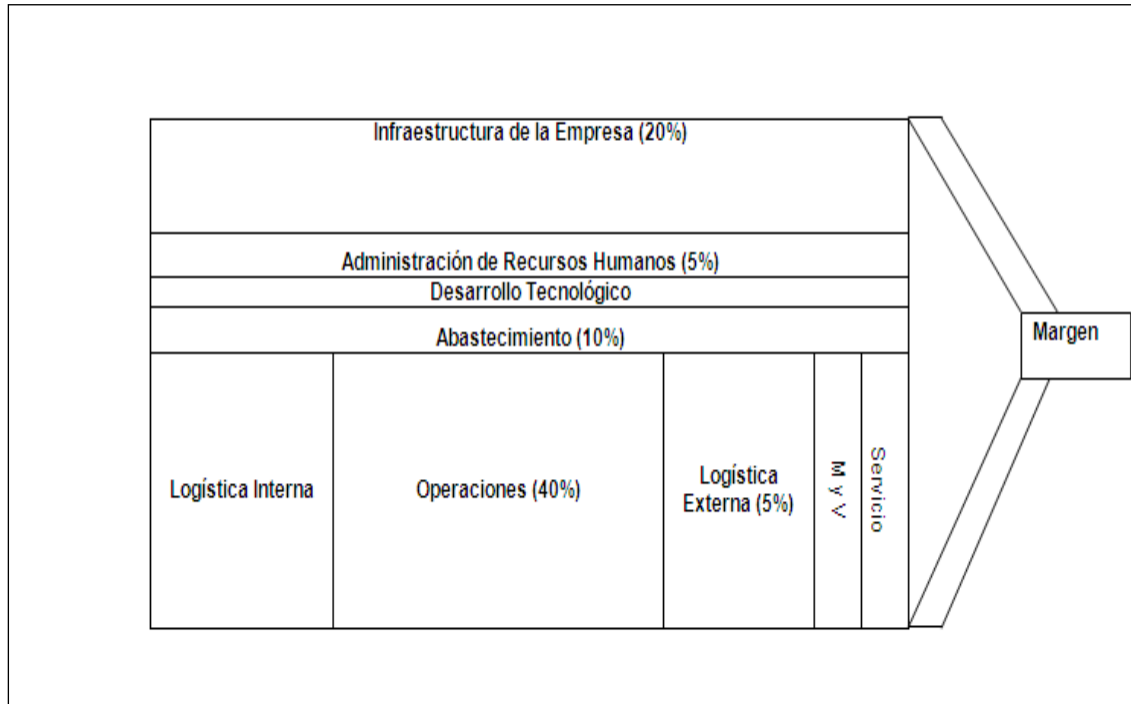 Infraestructura de la Empresa (20%)
Administración de Recursos Humanos (5%)
Desarrollo Tecnológico
Abastecimiento (10%)
Margen
Logística Interna
Operaciones (40%)
Logística
Externa (5%)
M y V
Servicio